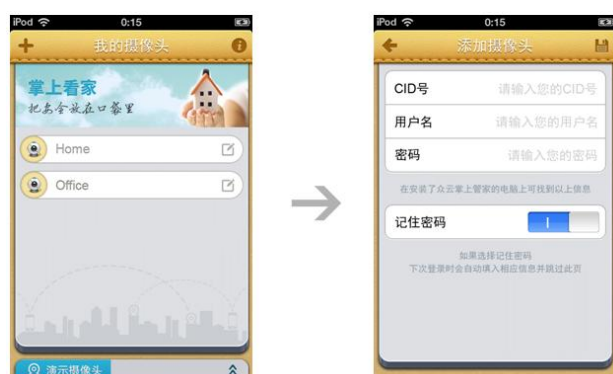 iPod 0:15
我的摄像头
掌上看家
把安全放在口袋里
Home
Office
演示摄像头
iPod 0:15
添加摄像头
CID号 请输入您的CID号
用户名 请输入您的用户名
密码 请输入您的密码
在安装了众云掌上管家的电脑上可找到以上信息
记住密码
如果选择记住密码
下次登录时会自动填入相应信息并跳过此页